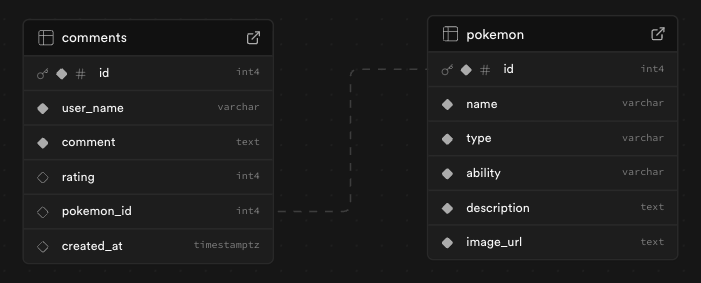 comments
# id int4
user_name varchar
comment text
rating int4
pokemon_id int4
created_at timestamptz
pokemon
# id int4
name varchar
type varchar
ability varchar
description text
image_url text